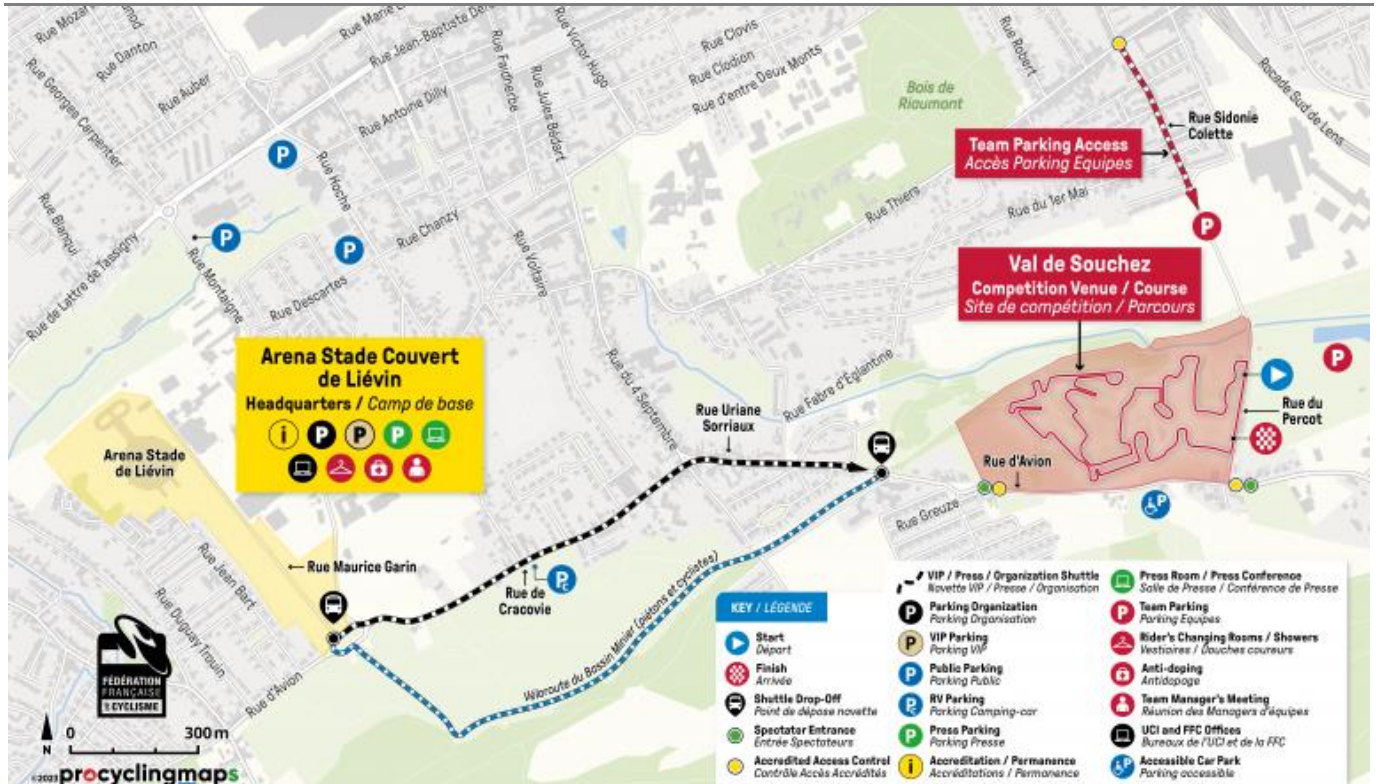 Rue Mozart
Rue Danton
Rue Auber
Rue Georges Carpentier
Rue Jean-Baptiste
Rue Antoine Dilly
Rue Faidherbe
Rue Jules Bédart
Rue Victor Hugo
Rue Clovis
Rue Clodion
Rue d'entre Deux Monts
Bois de
Riaumont
Rue Robert
Rocade Sud de Lens
Rue Sidonie
Colette
Team Parking Access
Accès Parking Equipes
Rue Blanqui
Rue de Lattre de Tassigny
Rue Hoche
Rue Montaigne
Rue Descartes
Rue Chanzy
Rue Voltaire
Rue Thiers
Rue du 1er Mai
P
P
P
P
Val de Souchez
Competition Venue / Course
Site de compétition / Parcours
Arena Stade Couvert
de Liévin
Headquarters / Camp de base
i P P P
Rue du 4 Septembre
Rue Fabre d'Eglantine
Rue Uriane
Sorriaux
P
Rue du
Percot
Arena Stade
de Liévin
Rue d'Avion
Rue Greuze
P
Rue Jean Bart
Rue Maurice Garin
Rue de
Cracovie
Pc
Rue Duguay Trouin
Rue d'Avion
Véloroute du Bassin Minier (piétons et cyclistes)
FÉDÉRATION
FRANÇAISE
DE CYCLISME
N
0 300 m
©2023 procyclingmaps
KEY / LÉGENDE
Start
Départ
Finish
Arrivée
Shuttle Drop-Off
Point de dépose navette
Spectator Entrance
Entrée Spectateurs
Accredited Access Control
Contrôle Accès Accrédités
VIP / Press / Organization Shuttle
Navette VIP / Presse / Organisation
P Parking Organization
Parking Organisation
P VIP Parking
Parking VIP
P Public Parking
Parking Public
Pc RV Parking
Parking Camping-car
P Press Parking
Parking Presse
i Accreditation / Permanence
Accréditations / Permanence
Press Room / Press Conference
Salle de Presse / Conférence de Presse
P Team Parking
Parking Equipes
Rider's Changing Rooms / Showers
Vestiaires / Douches coureurs
Anti-doping
Antidopage
Team Manager's Meeting
Réunion des Managers d'équipes
UCI and FFC Offices
Bureaux de l'UCI et de la FFC
P Accessible Car Park
Parking accessible